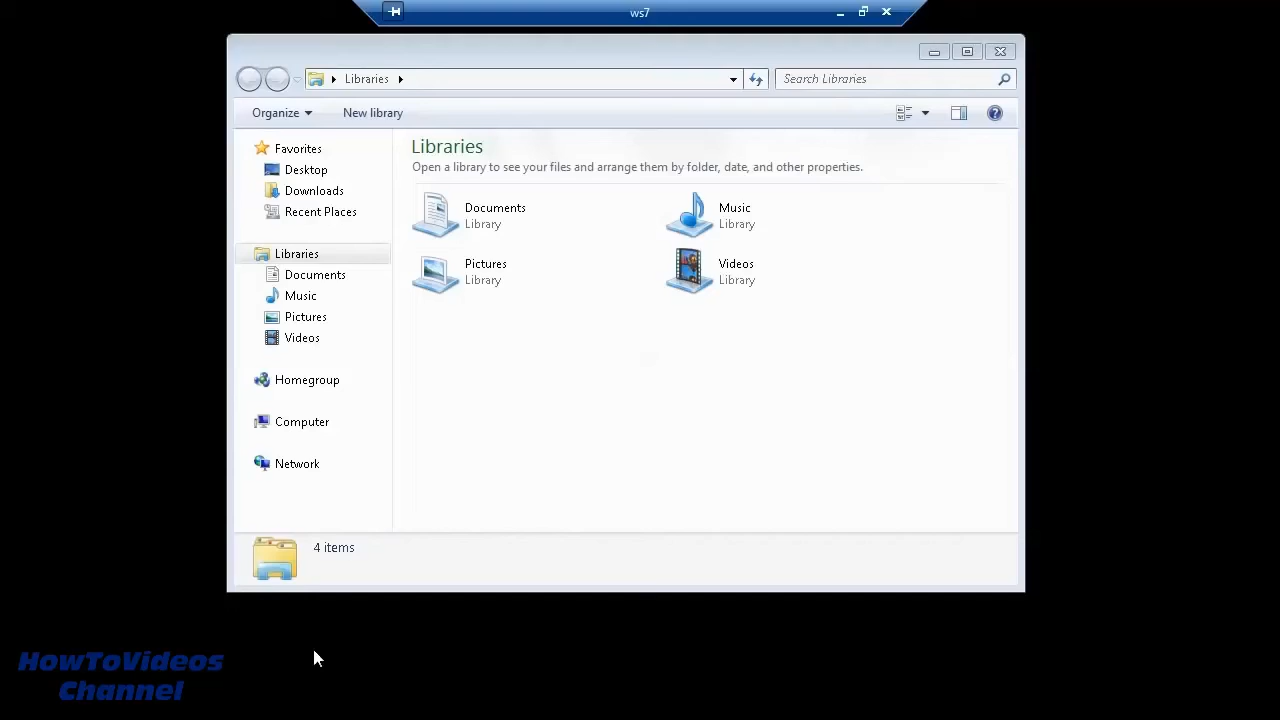 ws7
Libraries
Search Libraries
Organize
New library
Favorites
Desktop
Downloads
Recent Places
Libraries
Documents
Music
Pictures
Videos
Homegroup
Computer
Network
Libraries
Open a library to see your files and arrange them by folder, date, and other properties.
Documents
Library
Music
Library
Pictures
Library
Videos
Library
4 items
HowToVideos
Channel